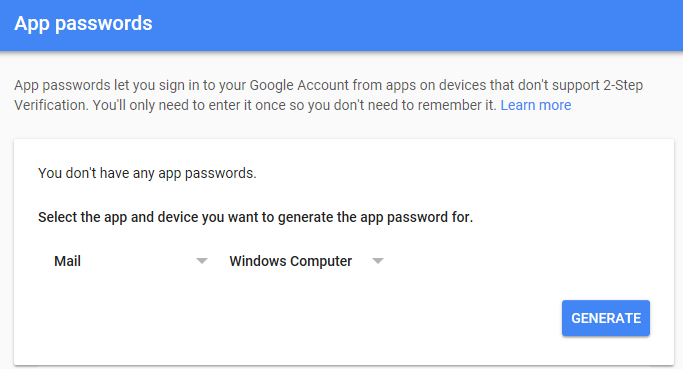 App passwords
App passwords let you sign in to your Google Account from apps on devices that don't support 2-Step
Verification. You'll only need to enter it once so you don't need to remember it. Learn more
You don't have any app passwords.
Select the app and device you want to generate the app password for.
Mail Windows Computer
GENERATE